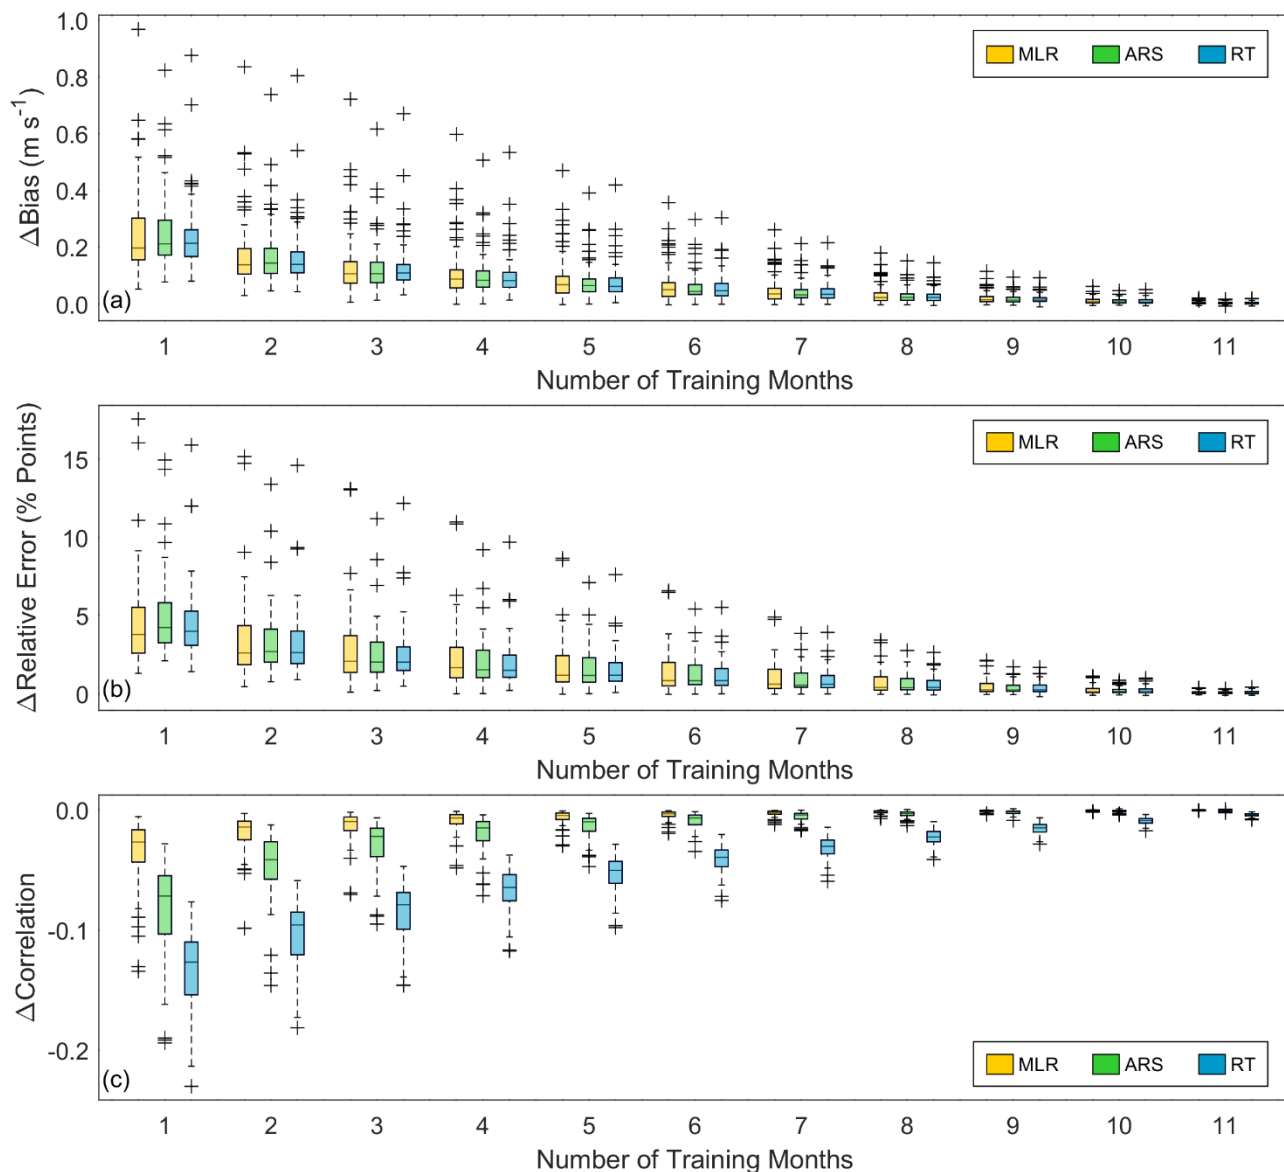 1.0
0.8
0.6
0.4
0.2
0.0
ΔBias (m s⁻¹)
MLR ARS RT
(a)
1 2 3 4 5 6 7 8 9 10 11
Number of Training Months
15
10
5
0
ΔRelative Error (% Points)
MLR ARS RT
(b)
1 2 3 4 5 6 7 8 9 10 11
Number of Training Months
0.0
-0.1
-0.2
ΔCorrelation
MLR ARS RT
(c)
1 2 3 4 5 6 7 8 9 10 11
Number of Training Months